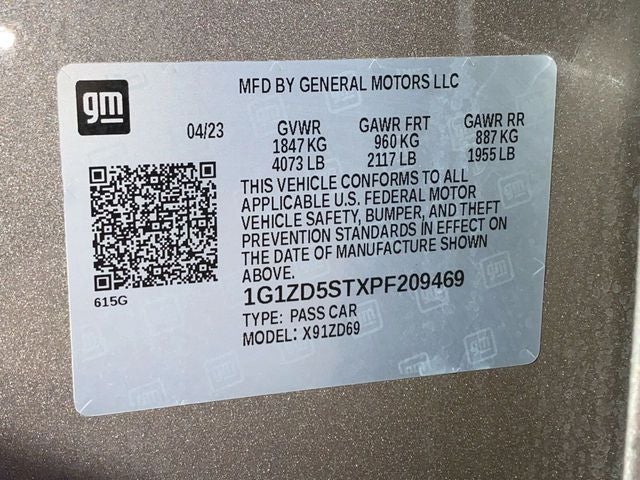 gm
MFD BY GENERAL MOTORS LLC
04/23 GVWR GAWR FRT GAWR RR
1847 KG 960 KG 887 KG
4073 LB 2117 LB 1955 LB
THIS VEHICLE CONFORMS TO ALL
APPLICABLE U.S. FEDERAL MOTOR
VEHICLE SAFETY, BUMPER, AND THEFT
PREVENTION STANDARDS IN EFFECT ON
THE DATE OF MANUFACTURE SHOWN
ABOVE.
615G
1G1ZD5STXPF209469
TYPE: PASS CAR
MODEL: X91ZD69